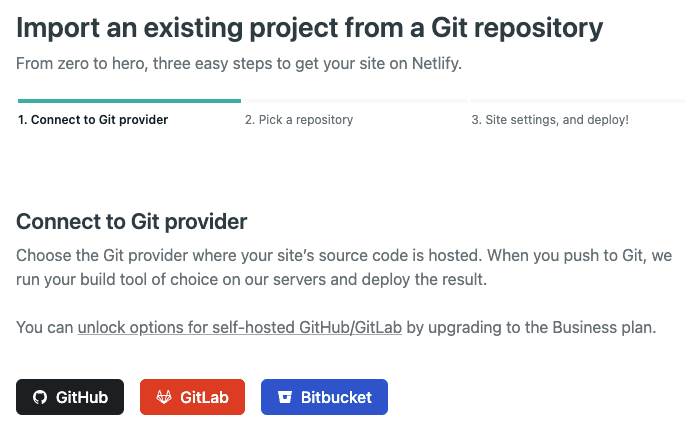 Import an existing project from a Git repository
From zero to hero, three easy steps to get your site on Netlify.
1. Connect to Git provider
2. Pick a repository
3. Site settings, and deploy!
Connect to Git provider
Choose the Git provider where your site’s source code is hosted. When you push to Git, we
run your build tool of choice on our servers and deploy the result.
You can unlock options for self-hosted GitHub/GitLab by upgrading to the Business plan.
GitHub
GitLab
Bitbucket